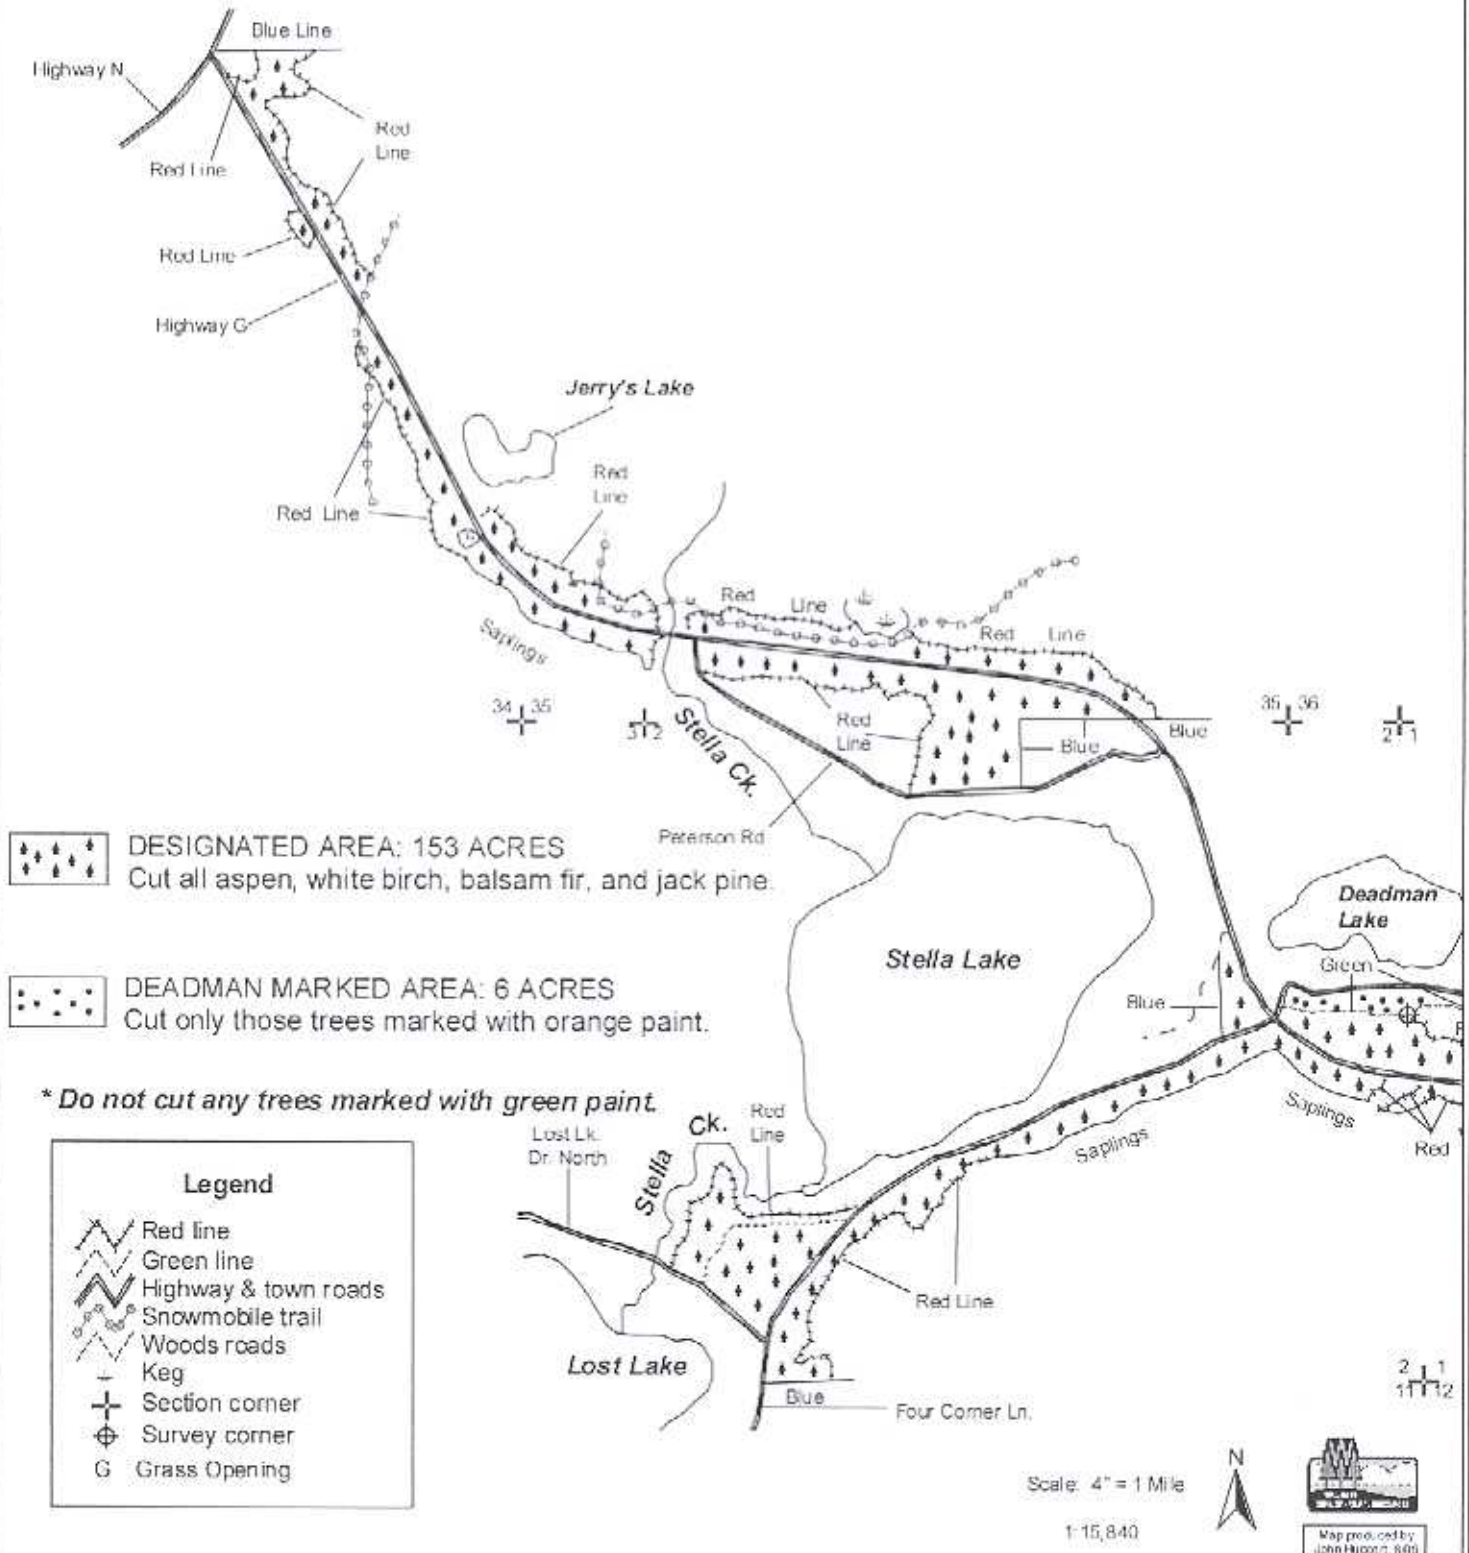 Blue Line
Highway N
Red
Line
Red Line
Red Line
Highway G
Jerry's Lake
Red
Line
Red Line
Red
Line
Red
Line
Saplings
34 35
3 2
Stella Ck.
Red
Line
Blue
Blue
35 36
2 1
Peterson Rd
DESIGNATED AREA: 153 ACRES
Cut all aspen, white birch, balsam fir, and jack pine.
Deadman
Lake
Stella Lake
Green
Blue
DEADMAN MARKED AREA: 6 ACRES
Cut only those trees marked with orange paint.
* Do not cut any trees marked with green paint.
Saplings
Red
Saplings
Lost Lk.
Dr. North
Stella
Ck.
Red
Line
Red Line
Lost Lake
Blue
Four Corner Ln.
2 1
11 12
Legend
Red line
Green line
Highway & town roads
Snowmobile trail
Woods roads
Keg
Section corner
Survey corner
G Grass Opening
Scale: 4" = 1 Mile
1:15,840
N
Map produced by